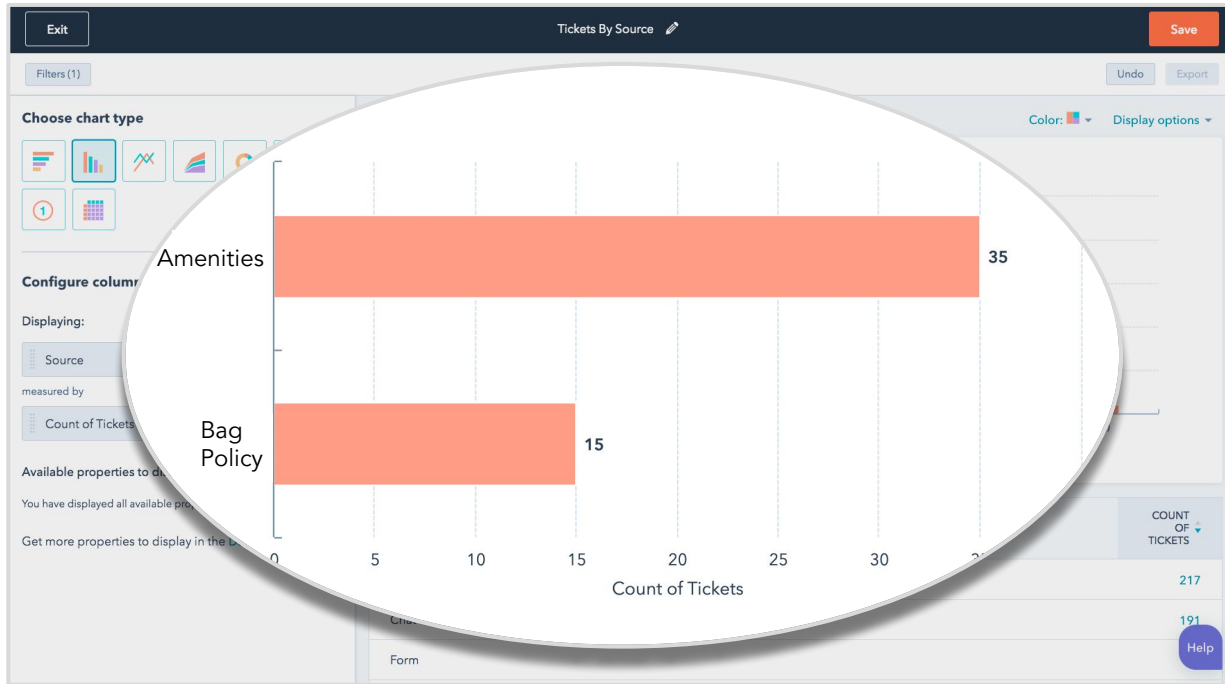 Exit
Tickets By Source
Save
Filters (1)
Undo
Export
Choose chart type
Color:
Display options
1
Configure
Displaying:
Source
measured by
Count of Tickets
Available properties to
You have displayed all available
Get more properties to display in the
Amenities
35
Bag
Policy
15
0
5
10
15
20
25
30
Count of Tickets
COUNT
OF
TICKETS
217
191
Form
Help